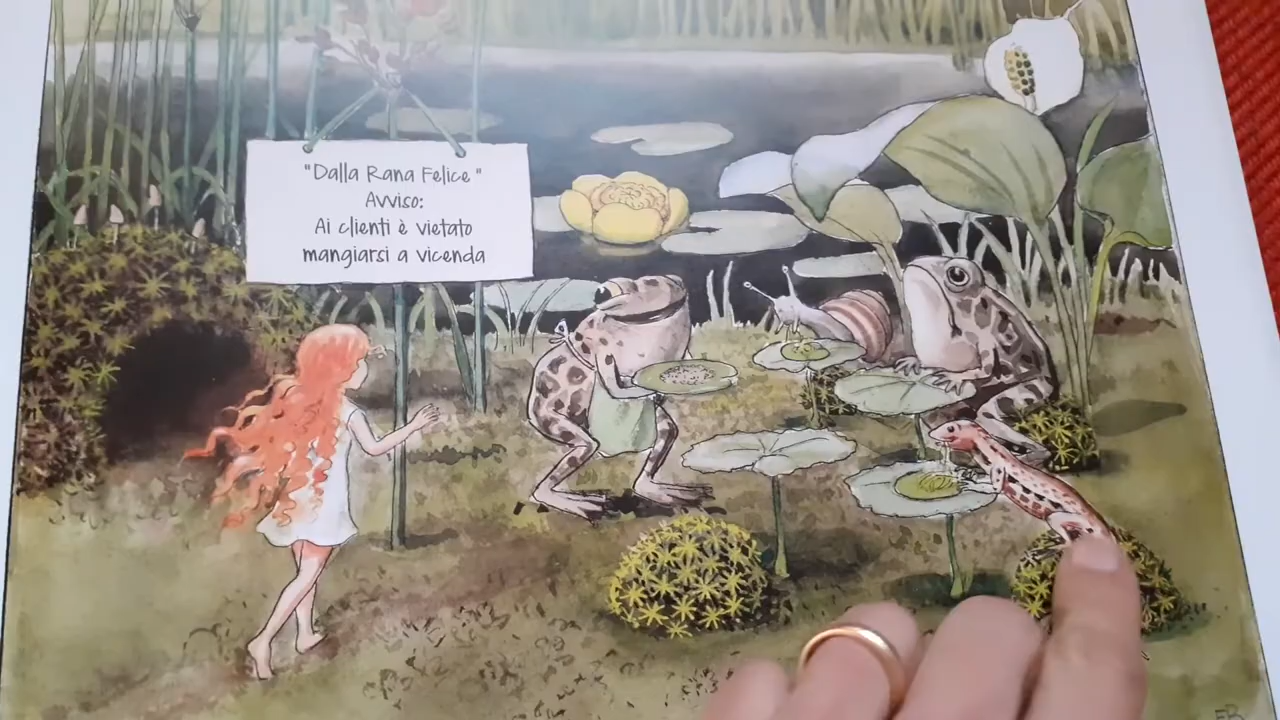 "Dalla Rana Felice"
Avviso:
Ai clienti è vietato
mangiarsi a vicenda